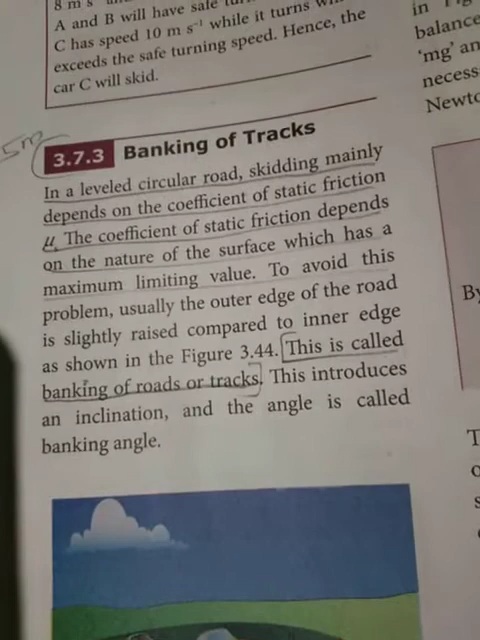 8 m s
A and B will have safe
C has speed 10 m s⁻¹ while it turns
exceeds the safe turning speed. Hence, the
car C will skid.
5m
3.7.3 Banking of Tracks
In a leveled circular road, skidding mainly
depends on the coefficient of static friction
μ. The coefficient of static friction depends
on the nature of the surface which has a
maximum limiting value. To avoid this
problem, usually the outer edge of the road
is slightly raised compared to inner edge
as shown in the Figure 3.44. This is called
banking of roads or tracks. This introduces
an inclination, and the angle is called
banking angle.
in
balance
'mg' an
necess
Newto
By
T